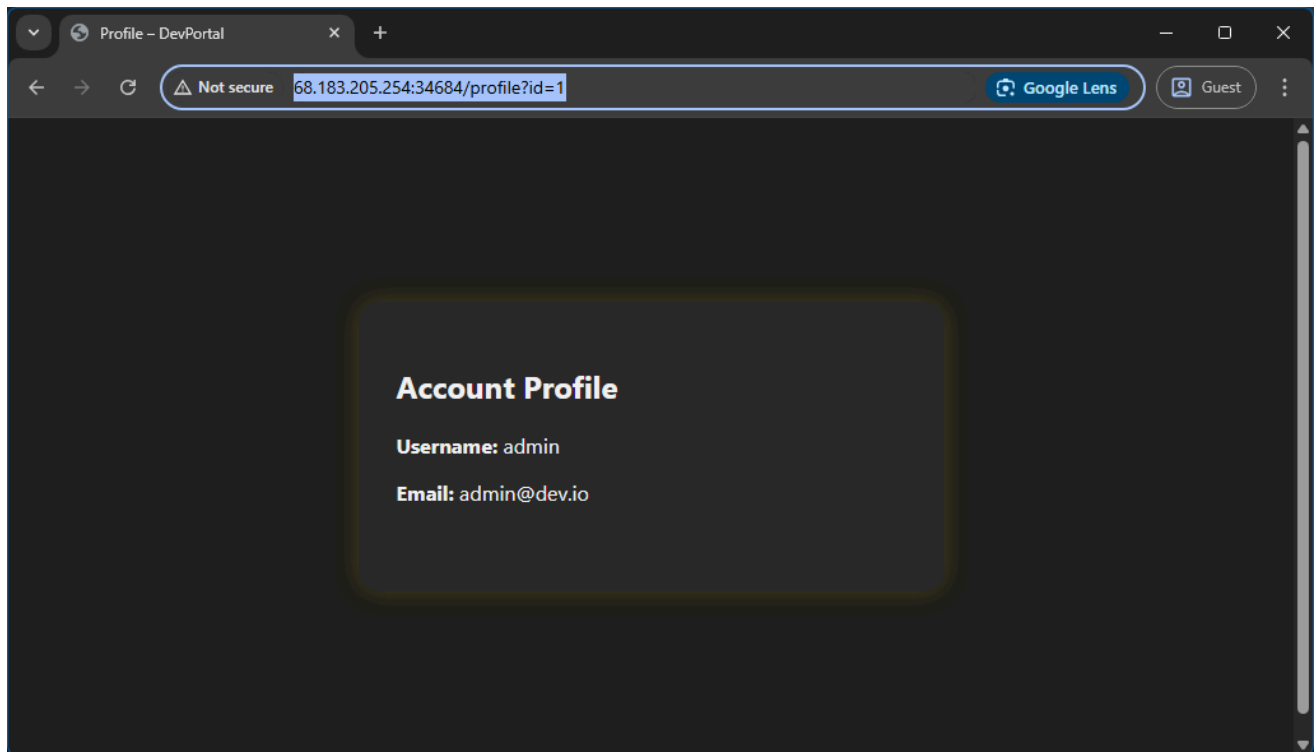 Profile – DevPortal
Not secure 68.183.205.254:34684/profile?id=1 Google Lens Guest
Account Profile
Username: admin
Email: admin@dev.io